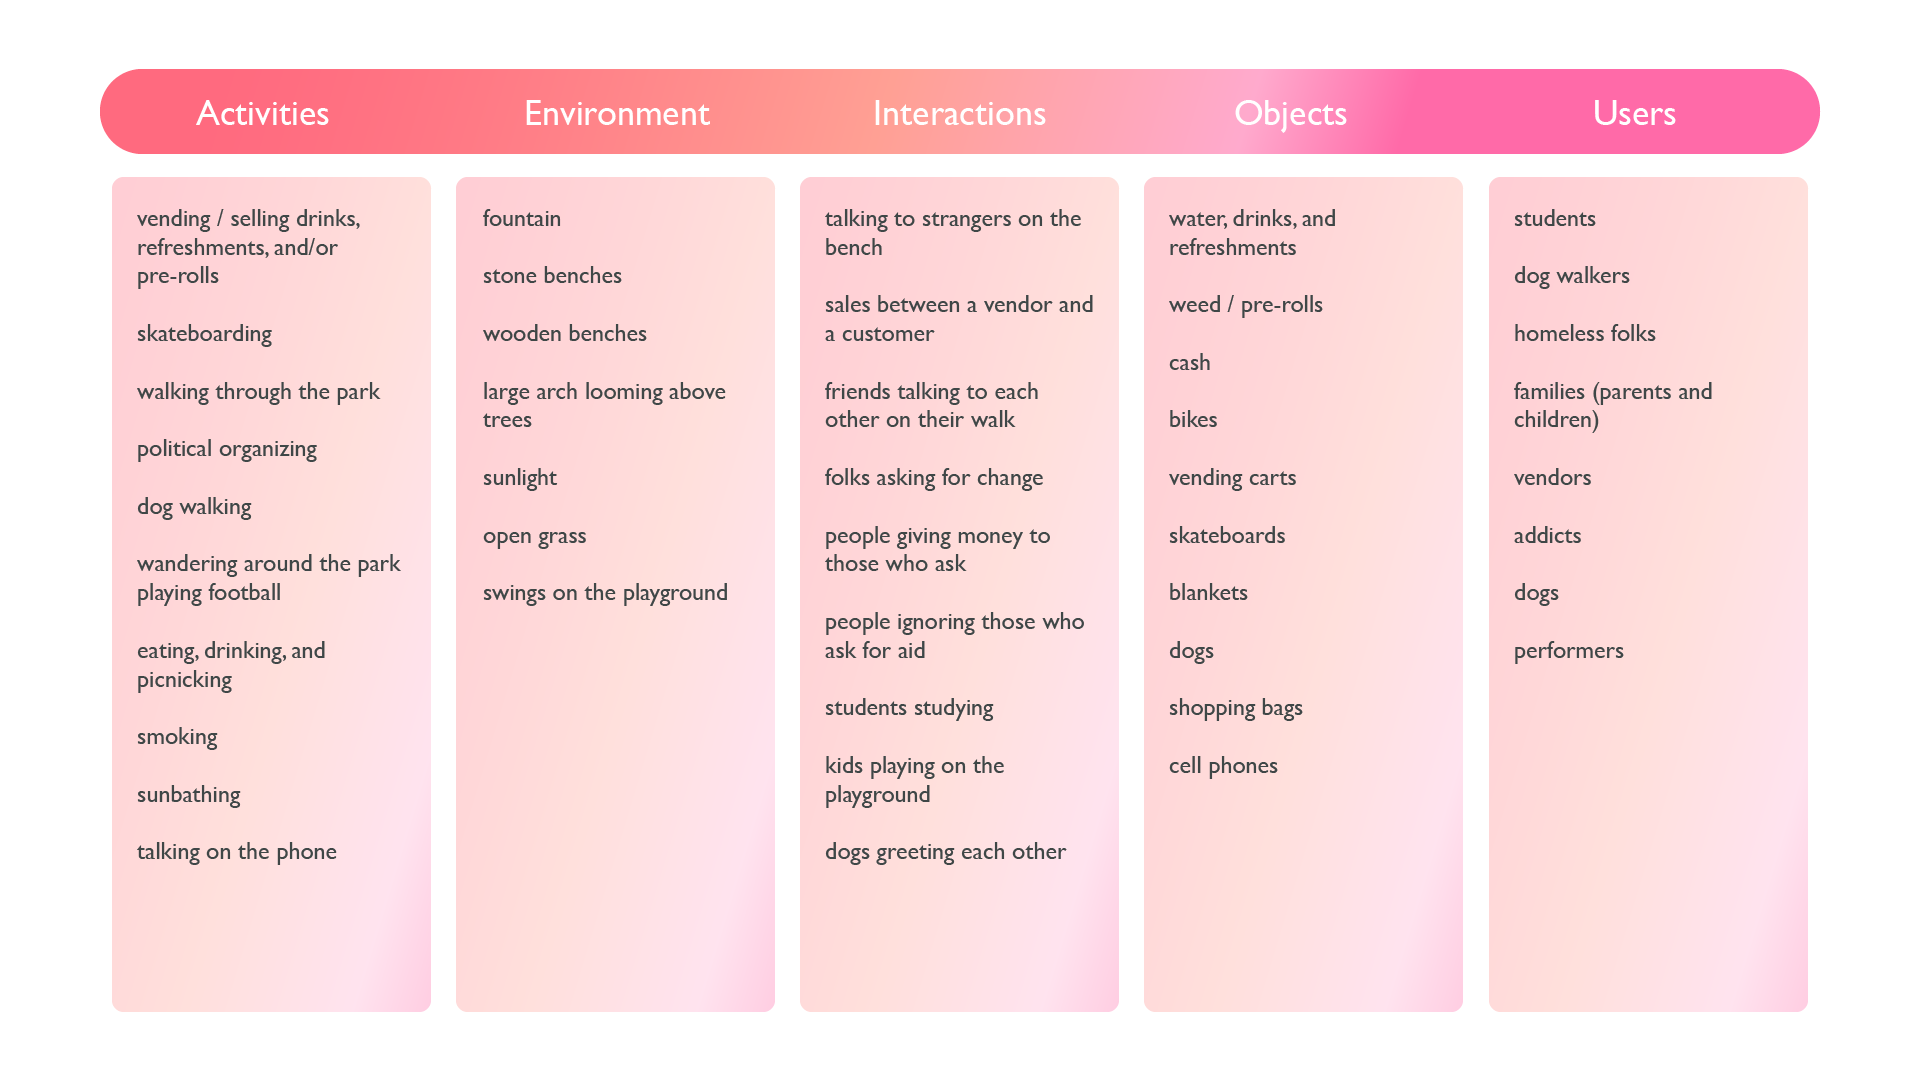 Activities
Environment
Interactions
Objects
Users
vending / selling drinks,
refreshments, and/or
pre-rolls
skateboarding
walking through the park
political organizing
dog walking
wandering around the park
playing football
eating, drinking, and
picnicking
smoking
sunbathing
talking on the phone
fountain
stone benches
wooden benches
large arch looming above
trees
sunlight
open grass
swings on the playground
talking to strangers on the
bench
sales between a vendor and
a customer
friends talking to each
other on their walk
folks asking for change
people giving money to
those who ask
people ignoring those who
ask for aid
students studying
kids playing on the
playground
dogs greeting each other
water, drinks, and
refreshments
weed / pre-rolls
cash
bikes
vending carts
skateboards
blankets
dogs
shopping bags
cell phones
students
dog walkers
homeless folks
families (parents and
children)
vendors
addicts
dogs
performers